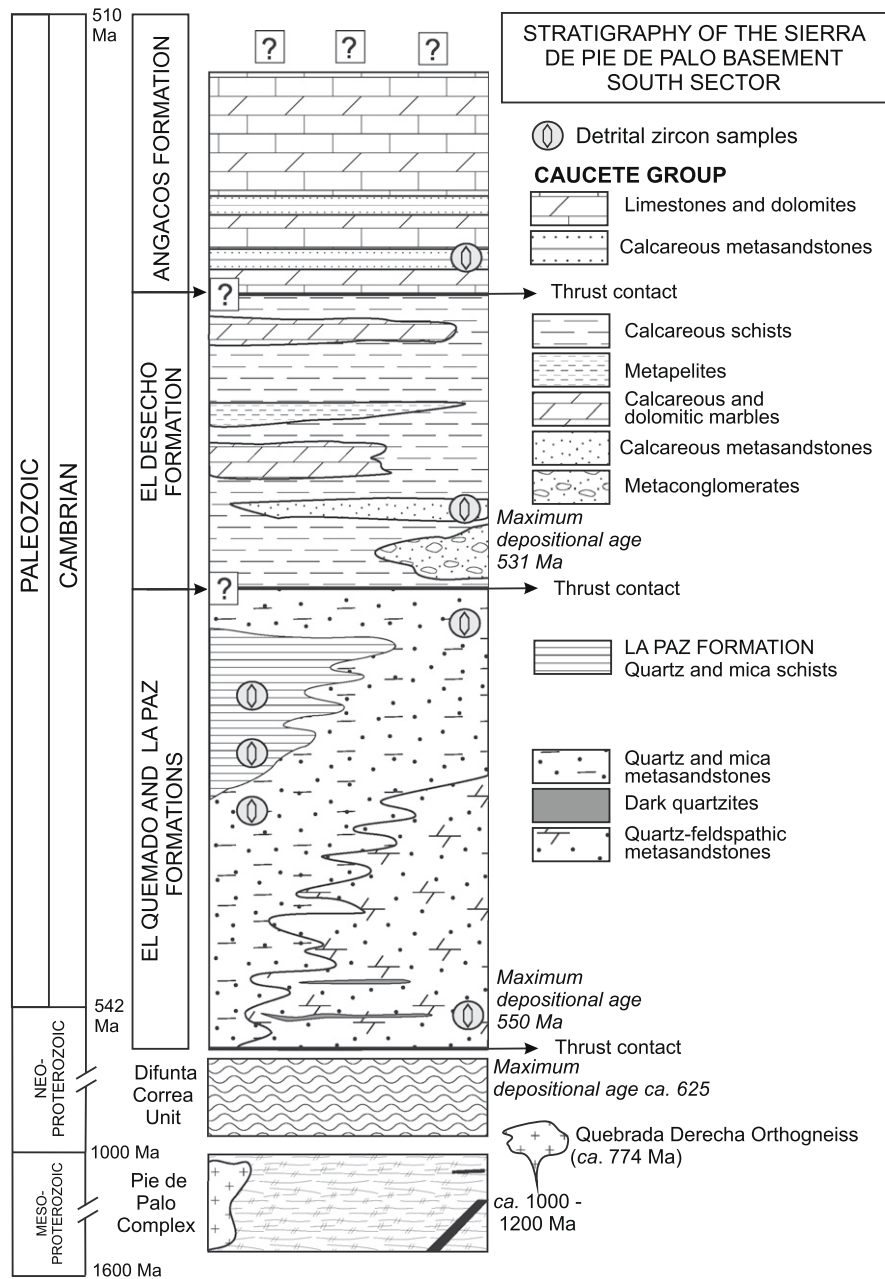 510
Ma
PALEOZOIC
CAMBRIAN
ANGACOS FORMATION
? ? ?
STRATIGRAPHY OF THE SIERRA
DE PIE DE PALO BASEMENT
SOUTH SECTOR
Detrital zircon samples
CAUCETE GROUP
Limestones and dolomites
Calcareous metasandstones
?
Thrust contact
EL DESECHO
FORMATION
Calcareous schists
Metapelites
Calcareous and
dolomitic marbles
Calcareous metasandstones
Metaconglomerates
Maximum
depositional age
531 Ma
?
Thrust contact
EL QUEMADO AND LA PAZ
FORMATIONS
LA PAZ FORMATION
Quartz and mica schists
Quartz and mica
metasandstones
Dark quartzites
Quartz-feldspathic
metasandstones
Maximum
depositional age
550 Ma
542
Ma
Thrust contact
NEO-
PROTEROZOIC
Difunta
Correa
Unit
Maximum
depositional age ca. 625
Quebrada Derecha Orthogneiss
(ca. 774 Ma)
1000 Ma
MESO-
PROTEROZOIC
Pie de
Palo
Complex
ca. 1000 -
1200 Ma
1600 Ma